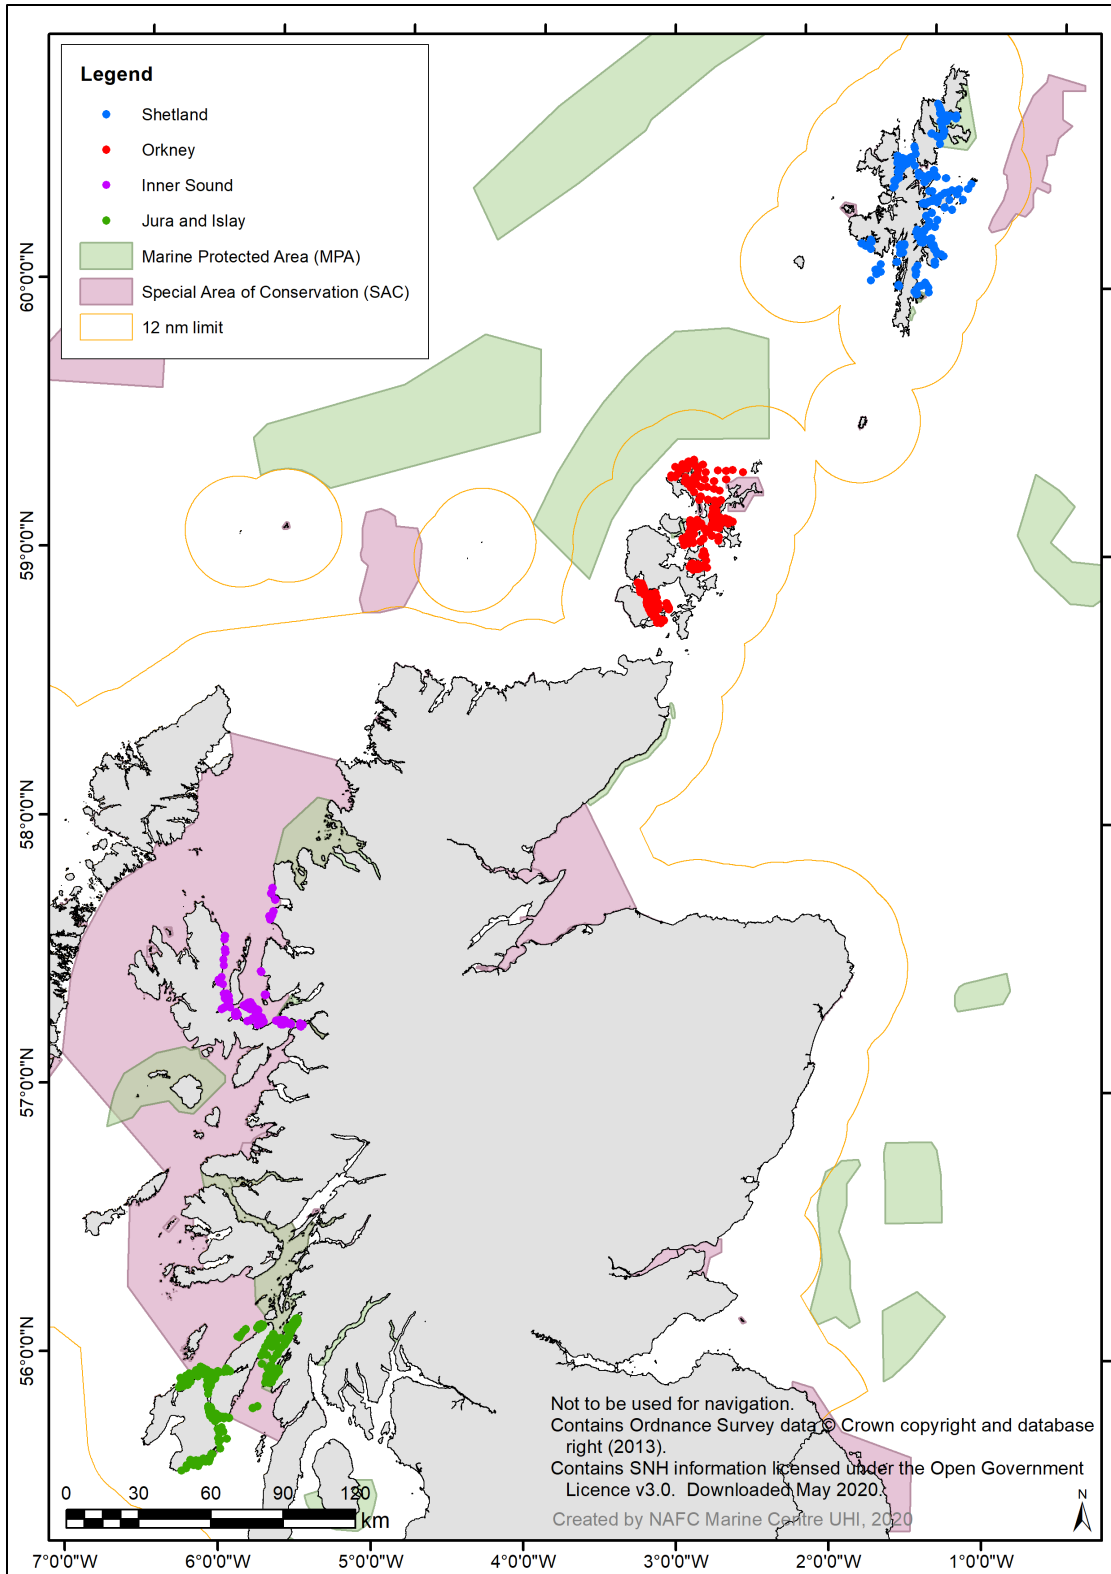 Legend
Shetland
Orkney
Inner Sound
Jura and Islay
Marine Protected Area (MPA)
Special Area of Conservation (SAC)
12 nm limit
60°0'0"N
59°0'0"N
58°0'0"N
57°0'0"N
56°0'0"N
Not to be used for navigation.
Contains Ordnance Survey data © Crown copyright and database
right (2013).
Contains SNH information licensed under the Open Government
Licence v3.0. Downloaded May 2020.
Created by NAFC Marine Centre UHI, 2020
N
0 30 60 90 120
km
7°0'0"W 6°0'0"W 5°0'0"W 4°0'0"W 3°0'0"W 2°0'0"W 1°0'0"W